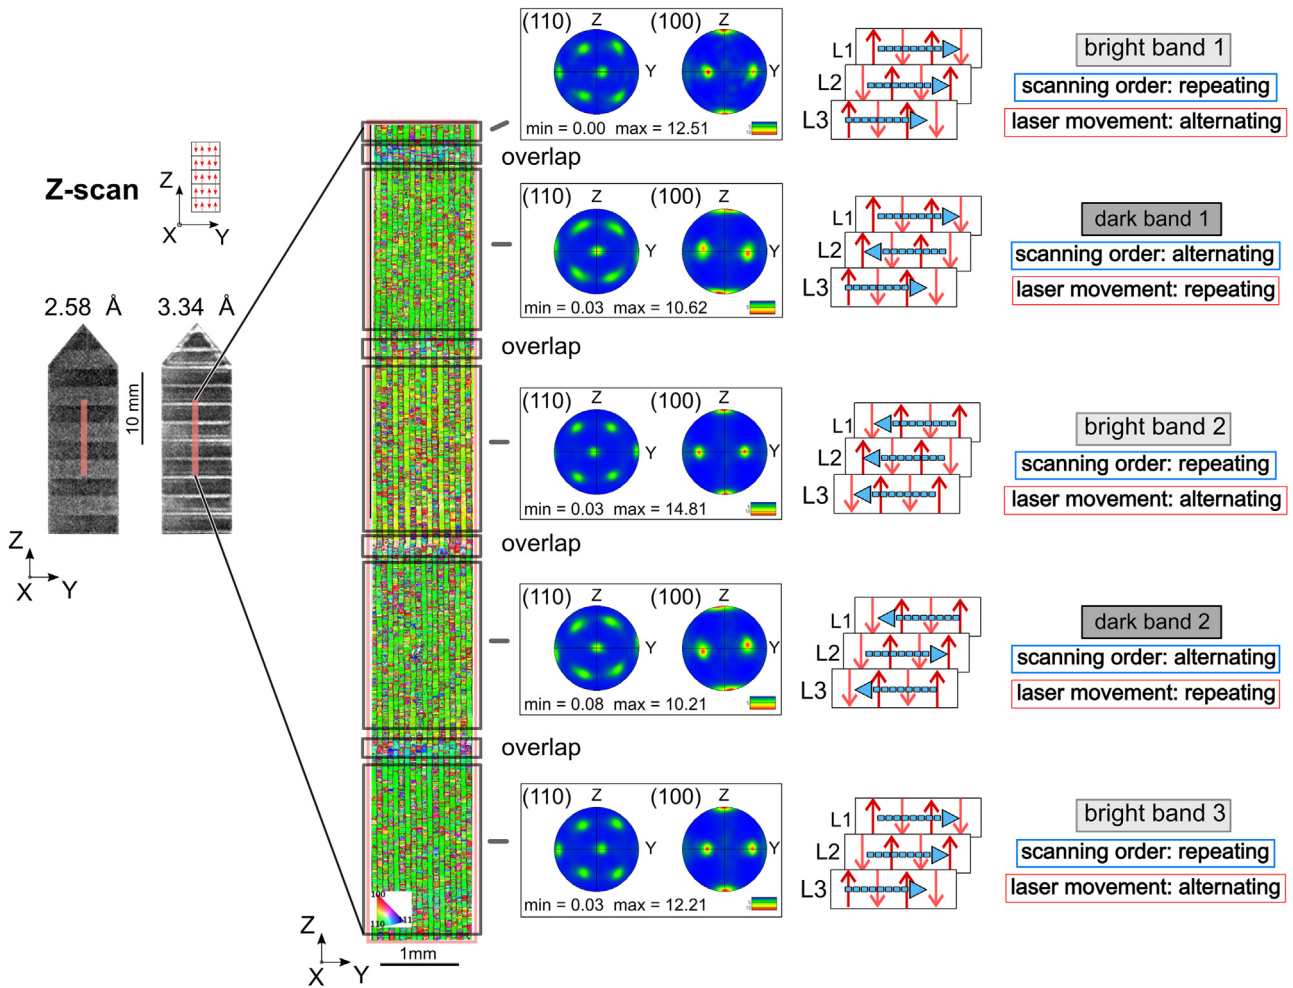 Z-scan
Z
X
Y
2.58 Å
3.34 Å
10 mm
Z
X
Y
(110)
Z
(100)
Y
Y
min = 0.00 max = 12.51
overlap
L1
L2
L3
bright band 1
scanning order: repeating
laser movement: alternating
(110)
Z
(100)
Y
Y
min = 0.03 max = 10.62
overlap
L1
L2
L3
dark band 1
scanning order: alternating
laser movement: repeating
(110)
Z
(100)
Z
Y
Y
min = 0.03 max = 14.81
overlap
L1
L2
L3
bright band 2
scanning order: repeating
laser movement: alternating
(110)
Z
(100)
Z
Y
Y
min = 0.08 max = 10.21
overlap
L1
L2
L3
dark band 2
scanning order: alternating
laser movement: repeating
(110)
Z
(100)
Z
Y
Y
min = 0.03 max = 12.21
L1
L2
L3
bright band 3
scanning order: repeating
laser movement: alternating
100
110
11
Z
X
Y
1mm